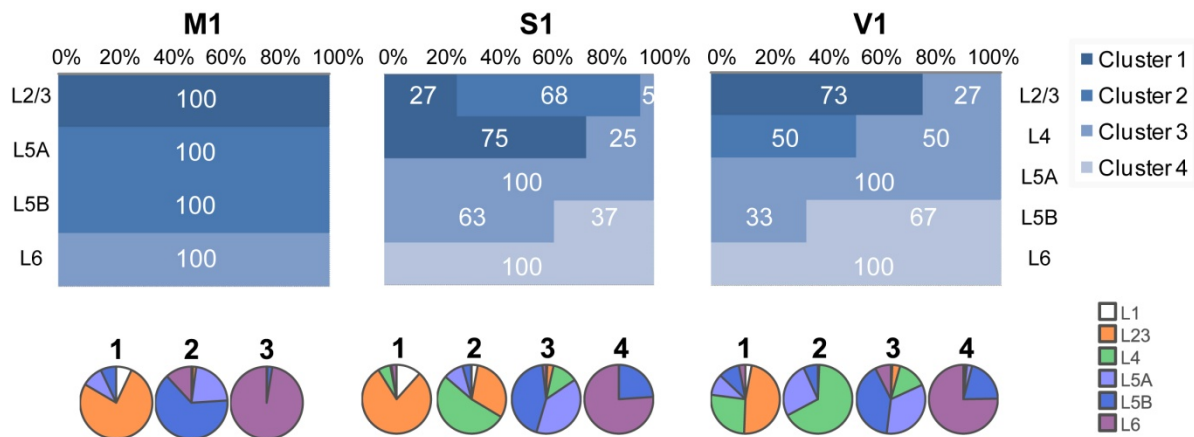 M1 S1 V1
0% 20% 40% 60% 80% 100% 0% 20% 40% 60% 80% 100% 0% 20% 40% 60% 80% 100%
L2/3 100 27 68 5 73 27 L2/3
L5A 100 75 25 50 50 L4
100 100 L5A
L5B 100 63 37 33 67 L5B
L6 100 100 100 L6
Cluster 1
Cluster 2
Cluster 3
Cluster 4
1 2 3 1 2 3 4 1 2 3 4
L1
L23
L4
L5A
L5B
L6